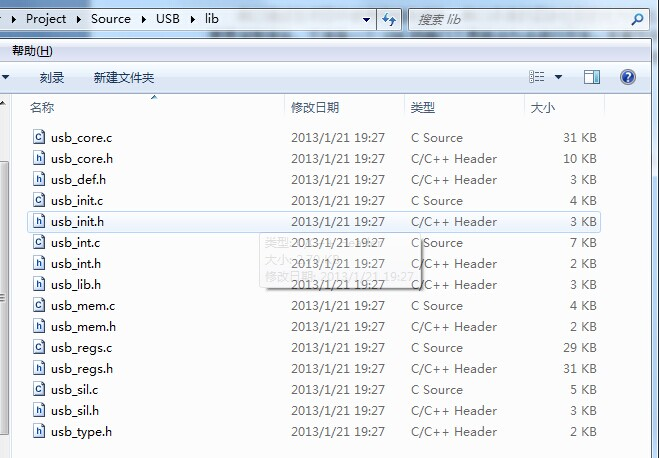 Project ▸ Source ▸ USB ▸ lib
搜索 lib
帮助(H)
刻录 新建文件夹
名称 修改日期 类型 大小
usb_core.c 2013/1/21 19:27 C Source 31 KB
usb_core.h 2013/1/21 19:27 C/C++ Header 10 KB
usb_def.h 2013/1/21 19:27 C/C++ Header 3 KB
usb_init.c 2013/1/21 19:27 C Source 4 KB
usb_init.h 2013/1/21 19:27 C/C++ Header 3 KB
usb_int.c 2013/1/21 19:27 C Source 7 KB
usb_int.h 2013/1/21 19:27 C/C++ Header 2 KB
usb_lib.h 2013/1/21 19:27 C/C++ Header 3 KB
usb_mem.c 2013/1/21 19:27 C Source 4 KB
usb_mem.h 2013/1/21 19:27 C/C++ Header 2 KB
usb_regs.c 2013/1/21 19:27 C Source 29 KB
usb_regs.h 2013/1/21 19:27 C/C++ Header 31 KB
usb_sil.c 2013/1/21 19:27 C Source 5 KB
usb_sil.h 2013/1/21 19:27 C/C++ Header 3 KB
usb_type.h 2013/1/21 19:27 C/C++ Header 2 KB
类型:
大小:
修改日期: 2013/1/21 19:27